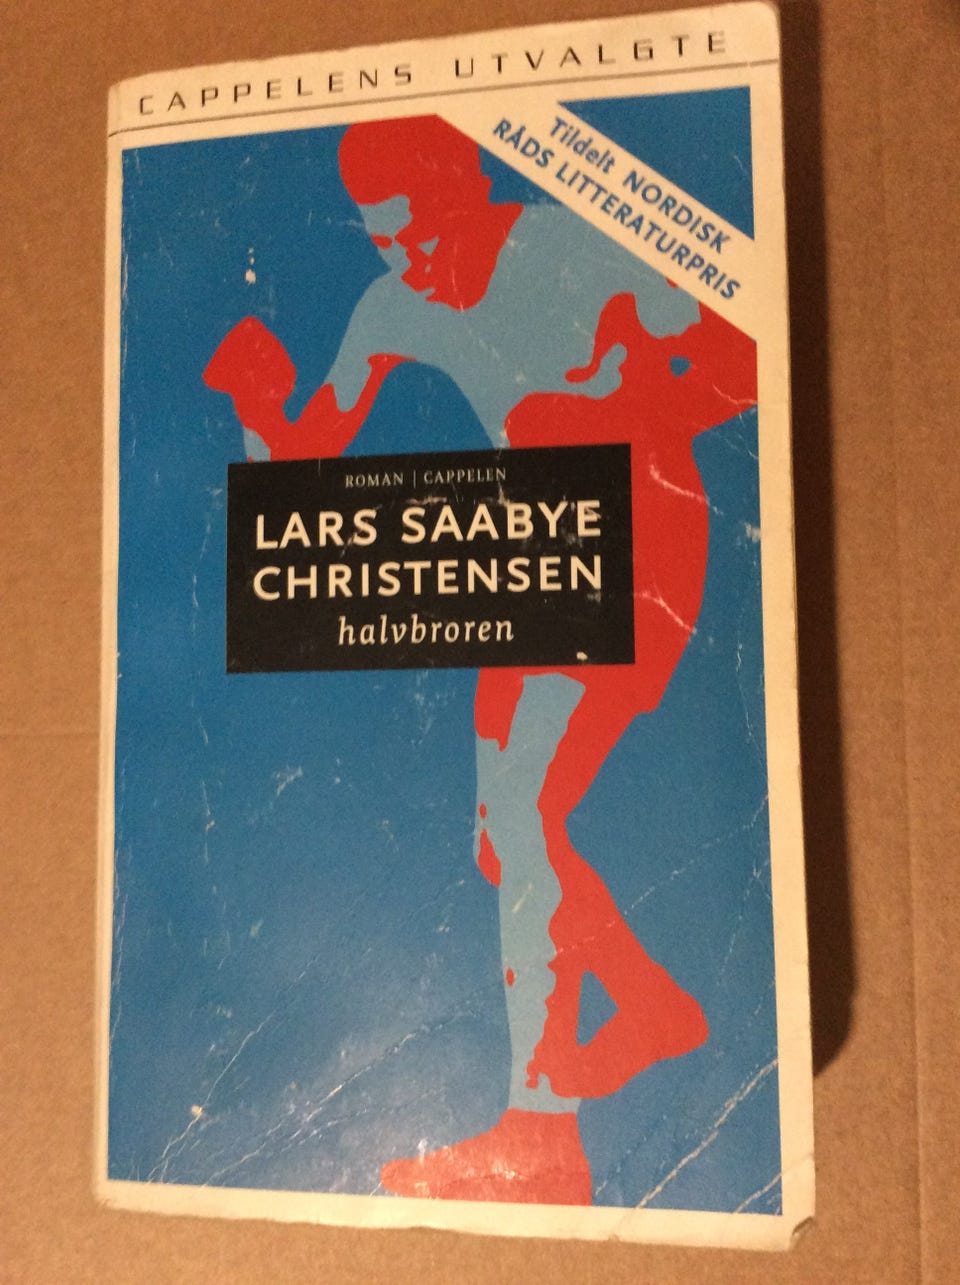 CAPPELENS UTVALGTE
Tildelt NORDISK
RÅDS LITTERATURPRIS
ROMAN | CAPPELEN
LARS SAABYE
CHRISTENSEN
halvbroren